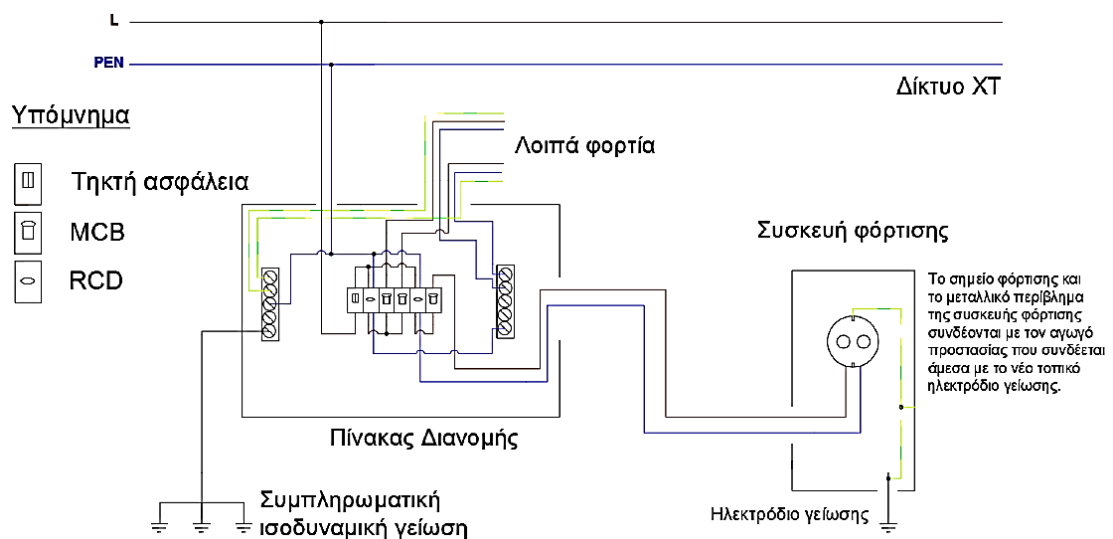 L
PEN
Δίκτυο ΧΤ
Υπόμνημα
Τηκτή ασφάλεια
MCB
RCD
Λοιπά φορτία
Συσκευή φόρτισης
Το σημείο φόρτισης και
το μεταλλικό περίβλημα
της συσκευής φόρτισης
συνδέονται με τον αγωγό
προστασίας που συνδέεται
άμεσα με το νέο τοπικό
ηλεκτρόδιο γείωσης.
Πίνακας Διανομής
Συμπληρωματική
ισοδυναμική γείωση
Ηλεκτρόδιο γείωσης